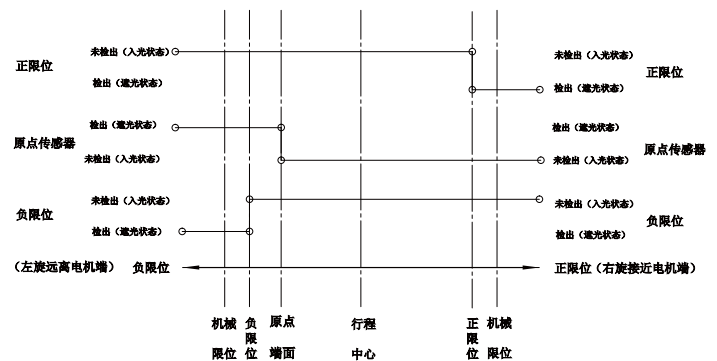 未检出（入光状态）
未检出（入光状态）
正限位
正限位
检出（遮光状态）
检出（遮光状态）
检出（遮光状态）
检出（遮光状态）
原点传感器
原点传感器
未检出（入光状态）
未检出（入光状态）
未检出（入光状态）
未检出（入光状态）
负限位
负限位
检出（遮光状态）
检出（遮光状态）
（左旋远离电机端） 负限位
正限位（右旋接近电机端）
机械
限位
负
限
位
原点
端面
行程
中心
正
限
位
机械
限位